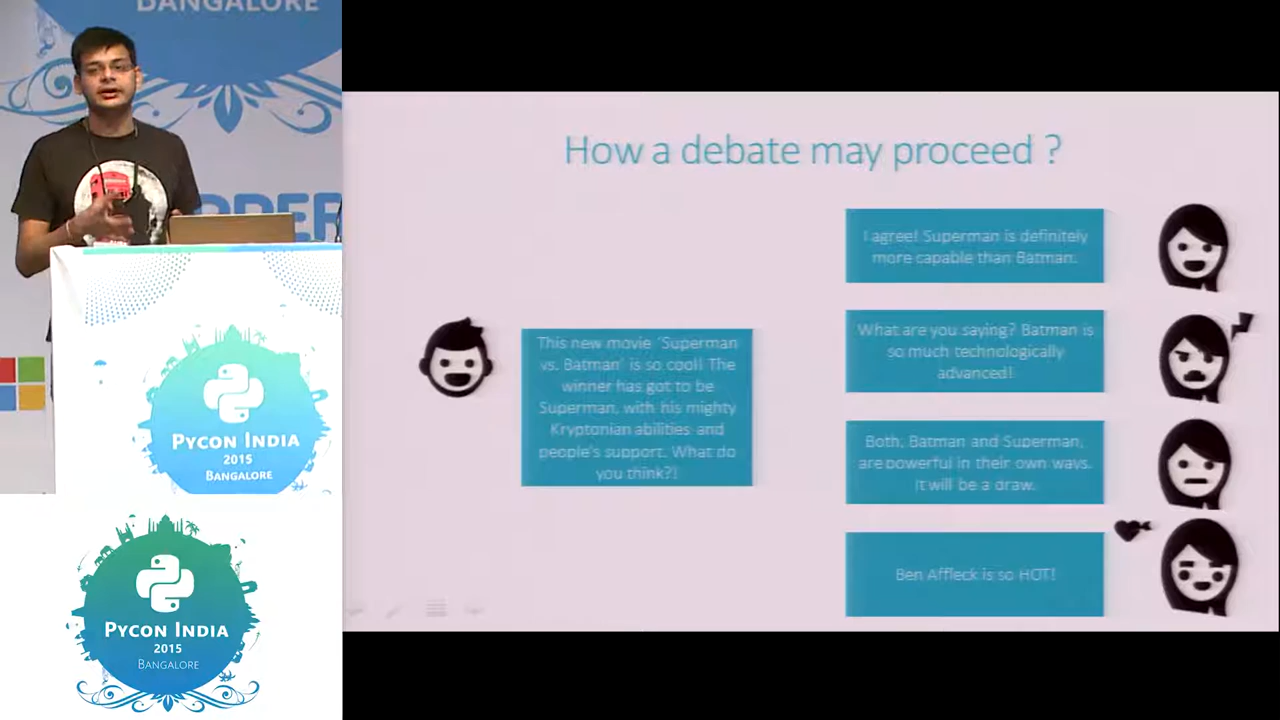 BANGALORE
PYCON INDIA
2015
BANGALORE
PYCON INDIA
2015
BANGALORE
How a debate may proceed ?
This new movie ‘Superman
vs. Batman’ is so cool! The
winner has got to be
Superman, with his mighty
Kryptonian abilities and
people's support. What do
you think?!
I agree! Superman is definitely
more capable than Batman.
What are you saying? Batman is
so much technologically
advanced!
Both, Batman and Superman,
are powerful in their own ways.
It will be a draw.
Ben Affleck is so HOT!